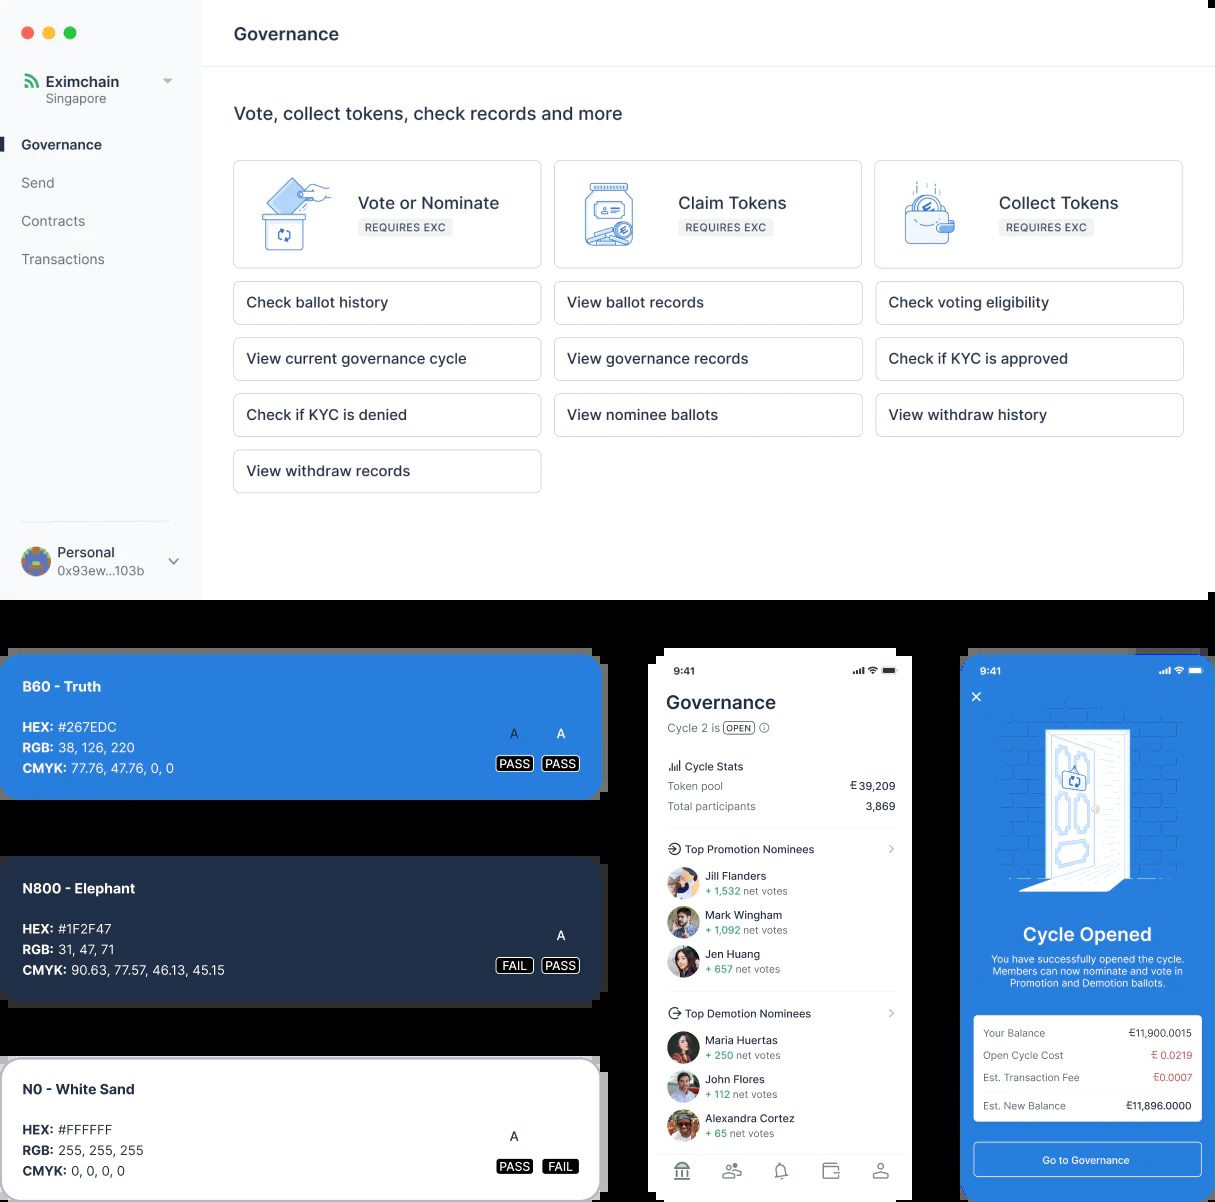 Governance
Eximchain
Singapore
Governance
Send
Contracts
Transactions
Personal
0x93ew...103b
Vote, collect tokens, check records and more
Vote or Nominate
REQUIRES EXC
Claim Tokens
REQUIRES EXC
Collect Tokens
REQUIRES EXC
Check ballot history
View ballot records
Check voting eligibility
View current governance cycle
View governance records
Check if KYC is approved
Check if KYC is denied
View nominee ballots
View withdraw history
View withdraw records
B60 - Truth
HEX: #267EDC
RGB: 38, 126, 220
CMYK: 77.76, 47.76, 0, 0
A A
PASS PASS
N800 - Elephant
HEX: #1F2F47
RGB: 31, 47, 71
CMYK: 90.63, 77.57, 46.13, 45.15
A
FAIL PASS
N0 - White Sand
HEX: #FFFFFF
RGB: 255, 255, 255
CMYK: 0, 0, 0, 0
A
PASS FAIL
9:41
Governance
Cycle 2 is OPEN
Cycle Stats
Token pool Ꞓ 39,209
Total participants 3,869
Top Promotion Nominees
Jill Flanders
+ 1,532 net votes
Mark Wingham
+ 1,092 net votes
Jen Huang
+ 657 net votes
Top Demotion Nominees
Maria Huertas
+ 250 net votes
John Flores
+ 112 net votes
Alexandra Cortez
+ 65 net votes
9:41
Cycle Opened
You have successfully opened the cycle.
Members can now nominate and vote in
Promotion and Demotion ballots.
Your Balance Ꞓ11,900.0015
Open Cycle Cost Ꞓ 0.0219
Est. Transaction Fee Ꞓ0.0007
Est. New Balance Ꞓ11,896.0000
Go to Governance